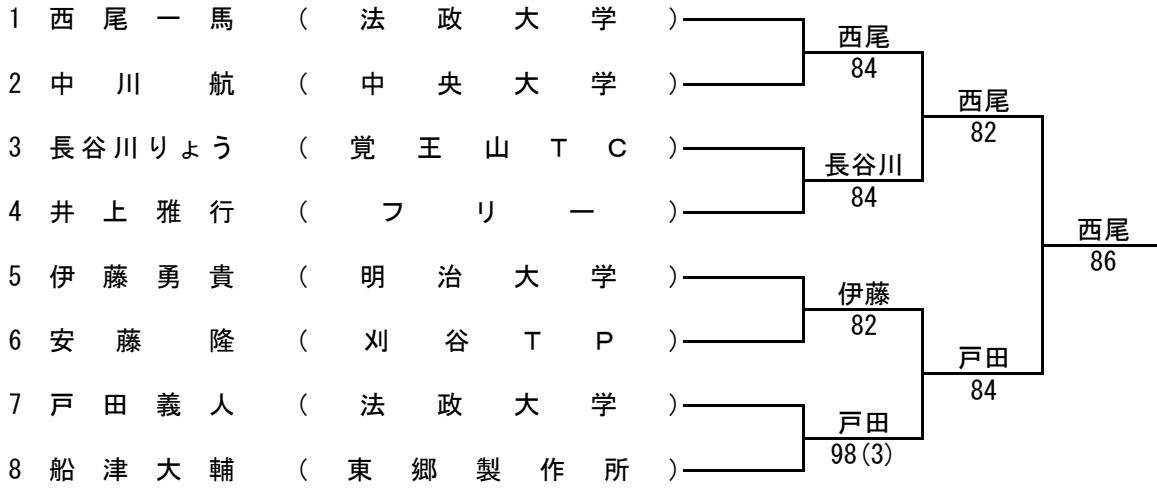 1 西尾一馬 ( 法政大学 )
西尾
84
2 中川航 ( 中央大学 )
西尾
82
3 長谷川りょう ( 覚王山TC )
長谷川
84
4 井上雅行 ( フリー )
西尾
86
5 伊藤勇貴 ( 明治大学 )
伊藤
82
6 安藤隆 ( 刈谷TP )
戸田
84
7 戸田義人 ( 法政大学 )
戸田
98(3)
8 船津大輔 ( 東郷製作所 )